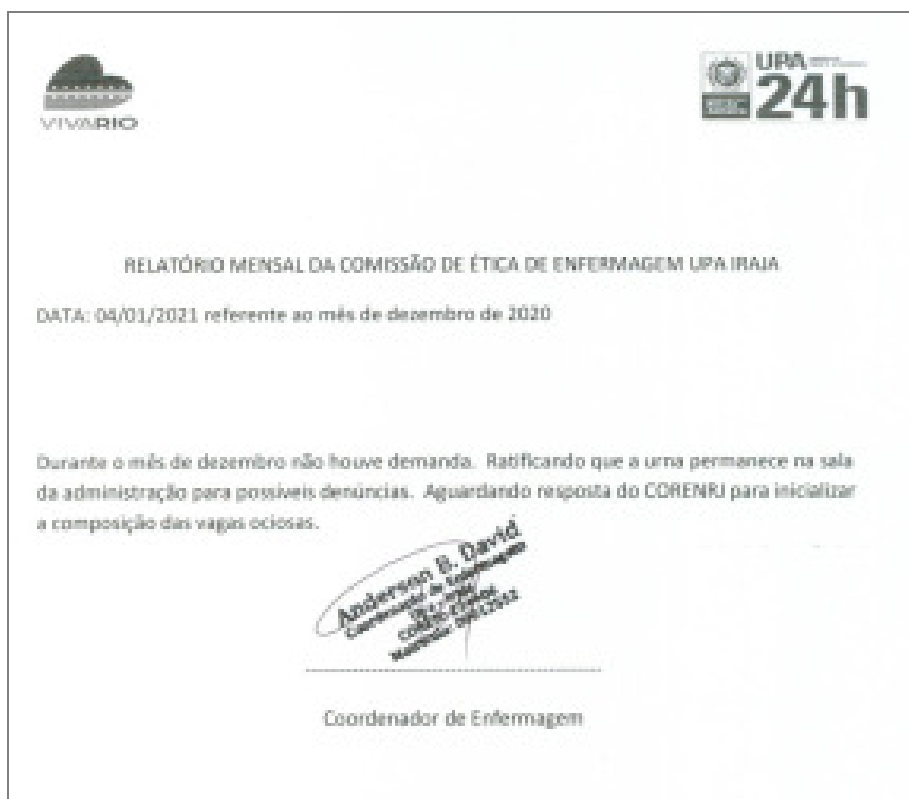 VIVARIO
UPA
24h
RELATÓRIO MENSAL DA COMISSÃO DE ÉTICA DE ENFERMAGEM UPA IRAJA
DATA: 04/01/2021 referente ao mês de dezembro de 2020
Durante o mês de dezembro não houve demanda. Ratificando que a urna permanece na sala
da administração para possíveis denúncias. Aguardando resposta do CORENRJ para inicializar
a composição das vagas ociosas.
Anderson B. David
Coordenação de Enfermagem
Coordenador de Enfermagem